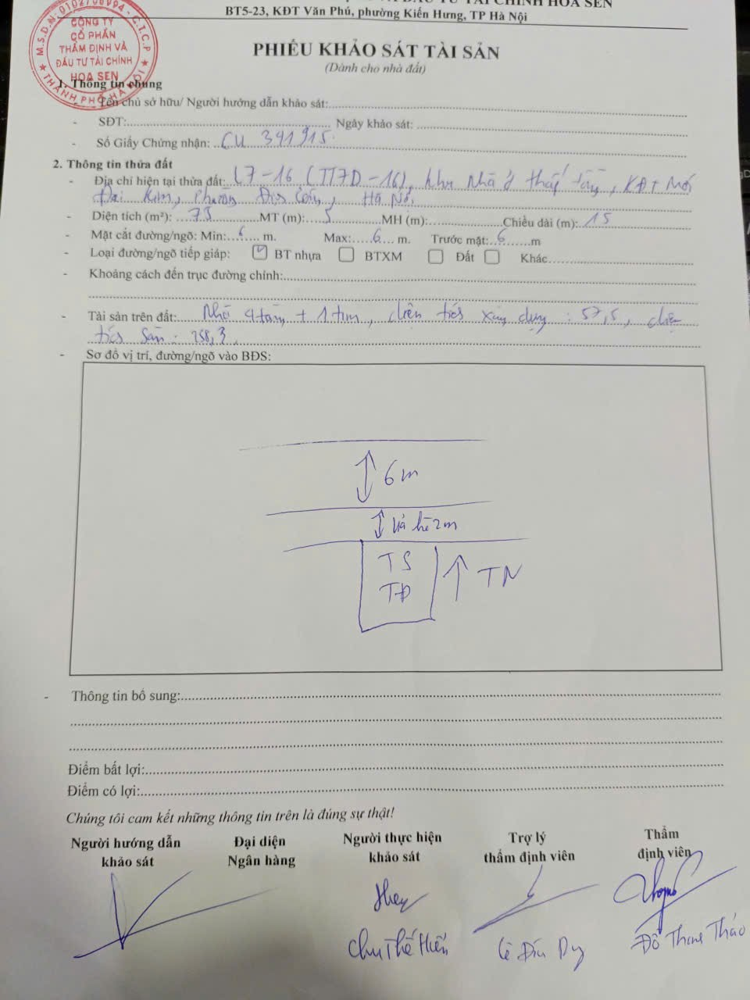 BT5-23, KĐT Văn Phú, phường Kiến Hưng, TP Hà Nội
M.S.D.N: C.T.C.P
CÔNG TY
CỔ PHẦN
THẨM ĐỊNH VÀ
ĐẦU TƯ TÀI CHÍNH
HOA SEN
THÀNH PHỐ HÀ NỘI
PHIẾU KHẢO SÁT TÀI SẢN
(Dành cho nhà đất)
1. Thông tin chung
- Tên chủ sở hữu/ Người hướng dẫn khảo sát:
- SĐT: Ngày khảo sát:
- Số Giấy Chứng nhận: CU 341915
2. Thông tin thửa đất
- Địa chỉ hiện tại thửa đất: L7-16 (TT7D-16), khu nhà ở thấp tầng, KĐT Mới
Đại Kim, Phường Định Công, Hà Nội
- Diện tích (m²): 75 MT (m): 5 MH (m): Chiều dài (m): 15
- Mặt cắt đường/ngõ: Min: 6 m. Max: 6 m. Trước mặt: 6 m
- Loại đường/ngõ tiếp giáp: BT nhựa BTXM Đất Khác
- Khoảng cách đến trục đường chính:
- Tài sản trên đất: Nhà 4 tầng + 1 tum, diện tích xây dựng: 57,5, diện
tích sàn: 258,3
- Sơ đồ vị trí, đường/ngõ vào BĐS:
6m
Vỉa hè 2m
TS
TĐ
TN
- Thông tin bổ sung:
Điểm bất lợi:
Điểm có lợi:
Chúng tôi cam kết những thông tin trên là đúng sự thật!
Người hướng dẫn khảo sát
Đại diện Ngân hàng
Người thực hiện khảo sát
Trợ lý thẩm định viên
Thẩm định viên
Chu Thế Hiển
Lê Đức Duy
Đỗ Thanh Thảo